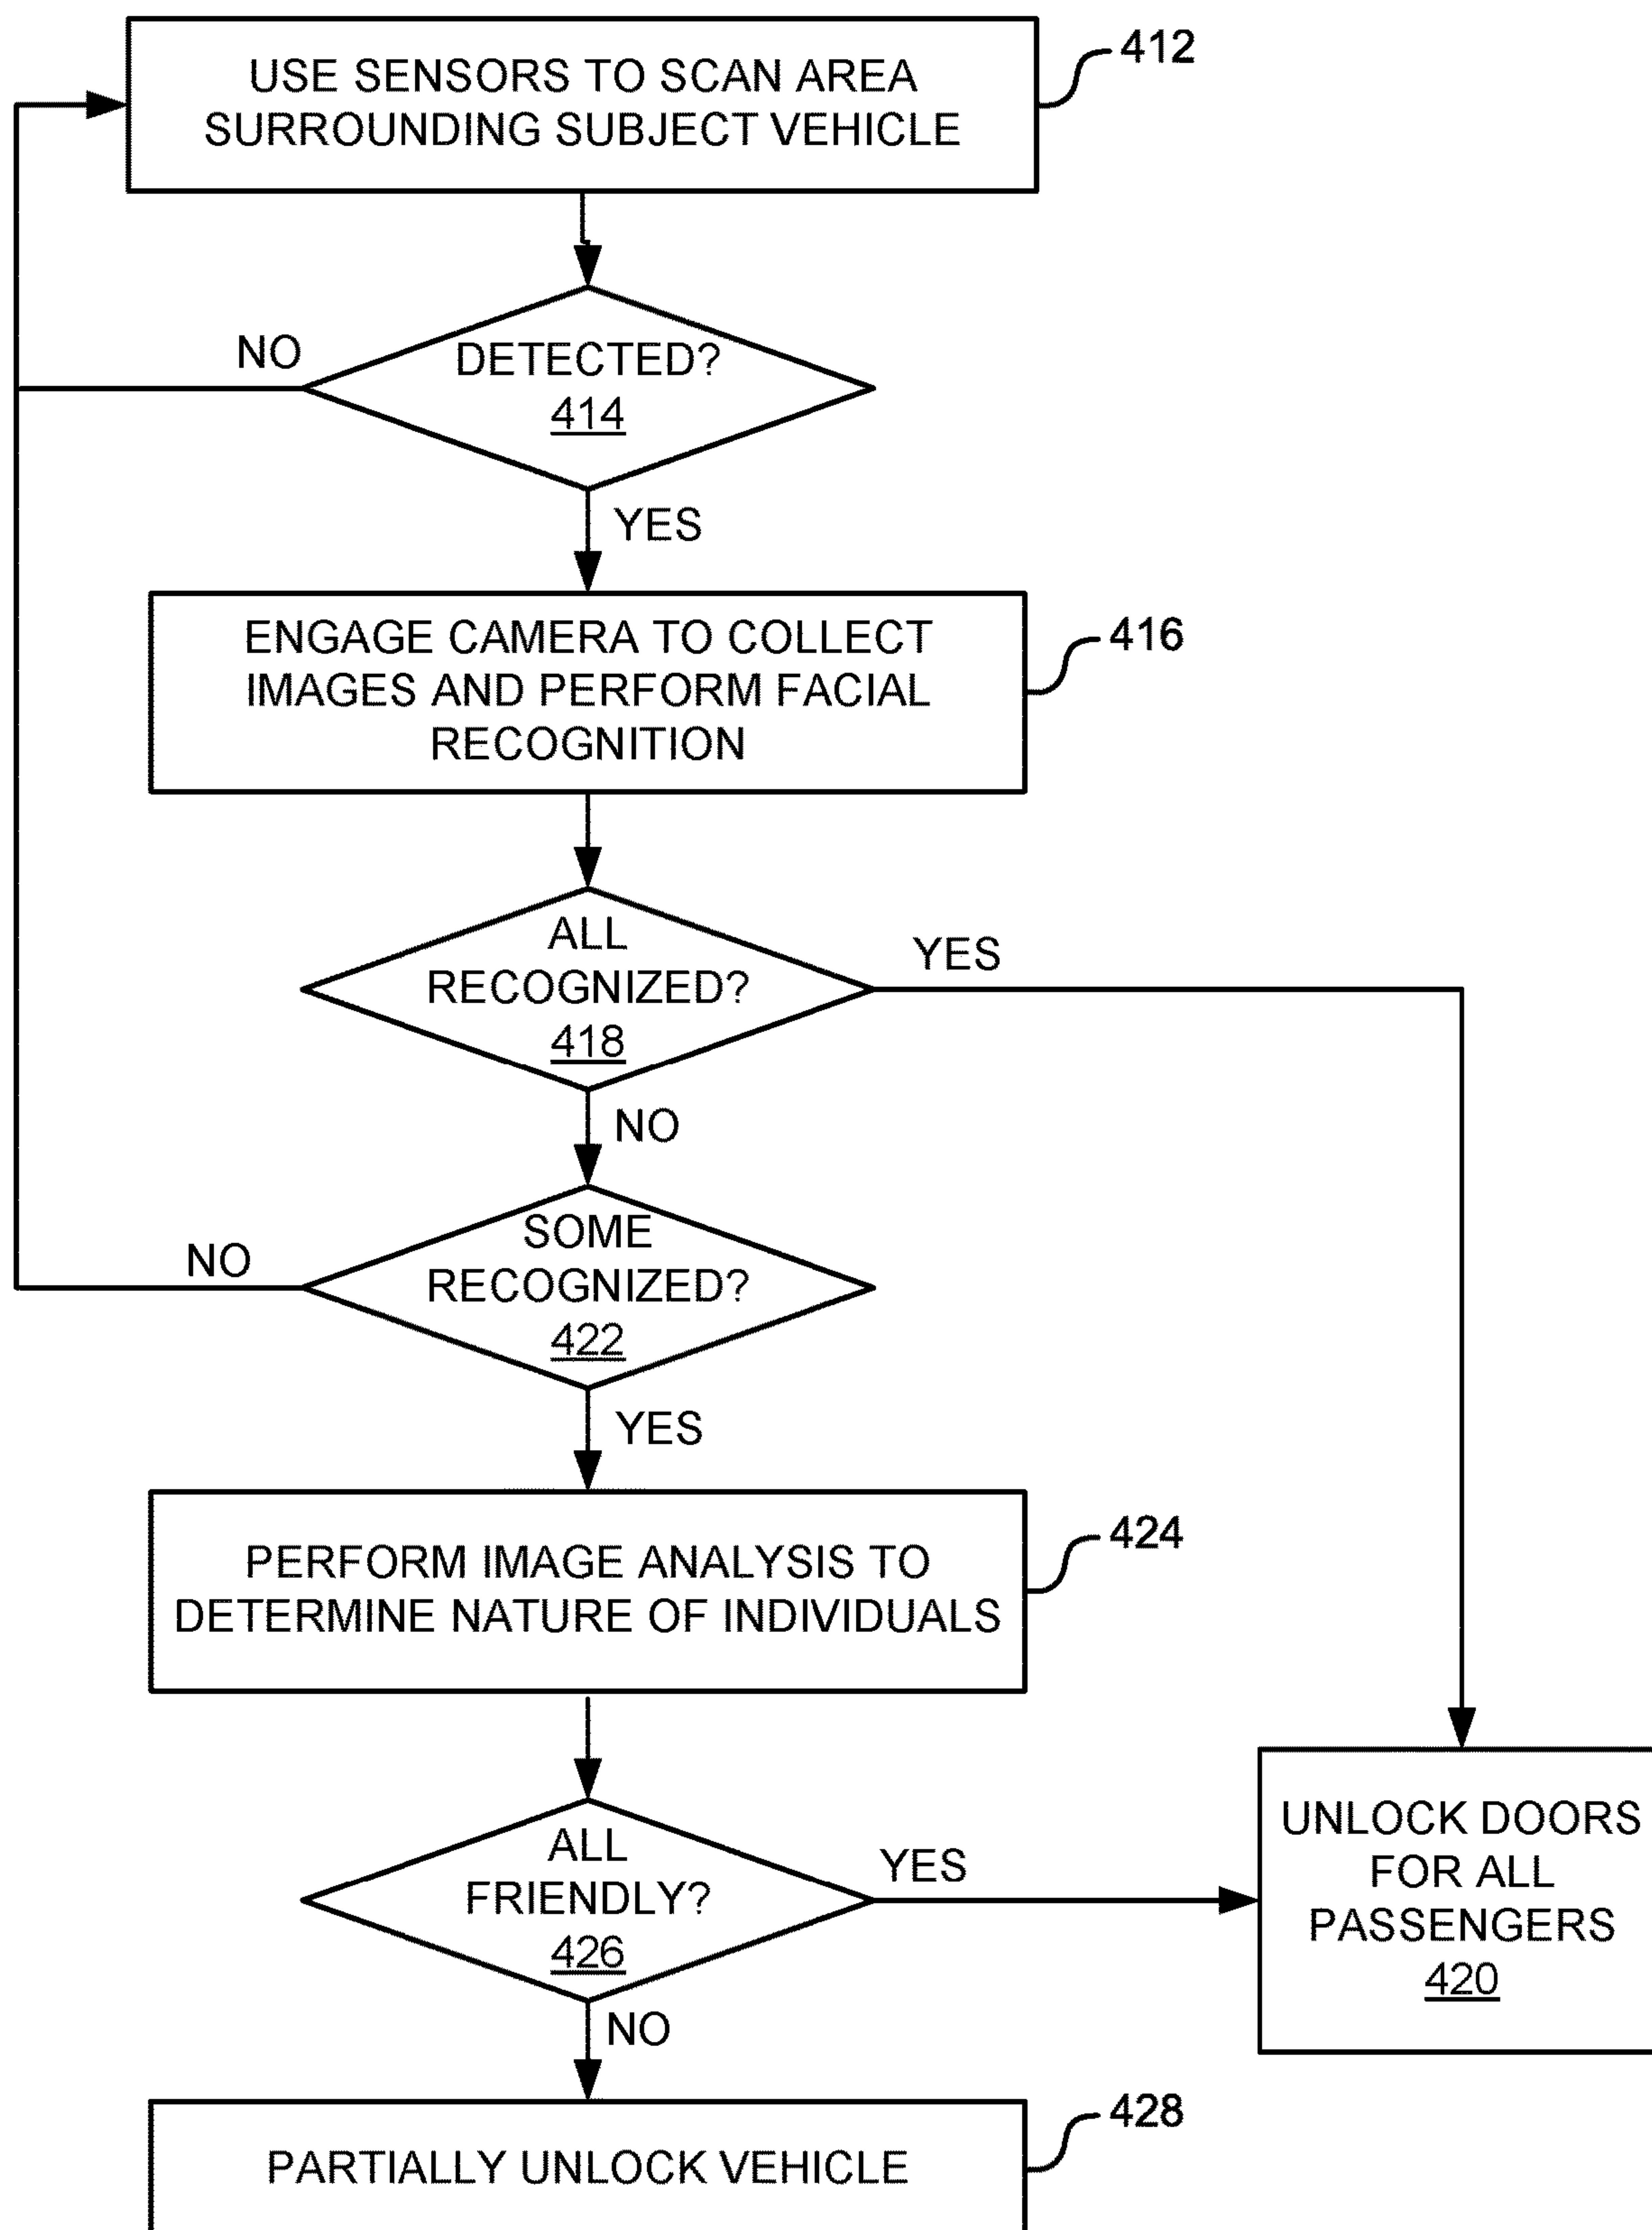 USE SENSORS TO SCAN AREA
SURROUNDING SUBJECT VEHICLE
412
DETECTED?
414
NO
YES
ENGAGE CAMERA TO COLLECT
IMAGES AND PERFORM FACIAL
RECOGNITION
416
ALL
RECOGNIZED?
418
YES
NO
SOME
RECOGNIZED?
422
NO
YES
PERFORM IMAGE ANALYSIS TO
DETERMINE NATURE OF INDIVIDUALS
424
ALL
FRIENDLY?
426
YES
UNLOCK DOORS
FOR ALL
PASSENGERS
420
NO
PARTIALLY UNLOCK VEHICLE
428